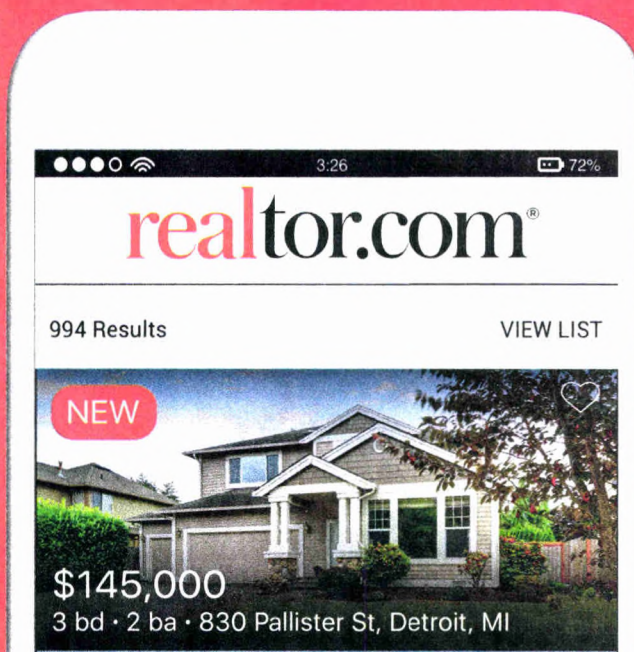 3:26 72%
realtor.com®
994 Results VIEW LIST
NEW
$145,000
3 bd · 2 ba · 830 Pallister St, Detroit, MI